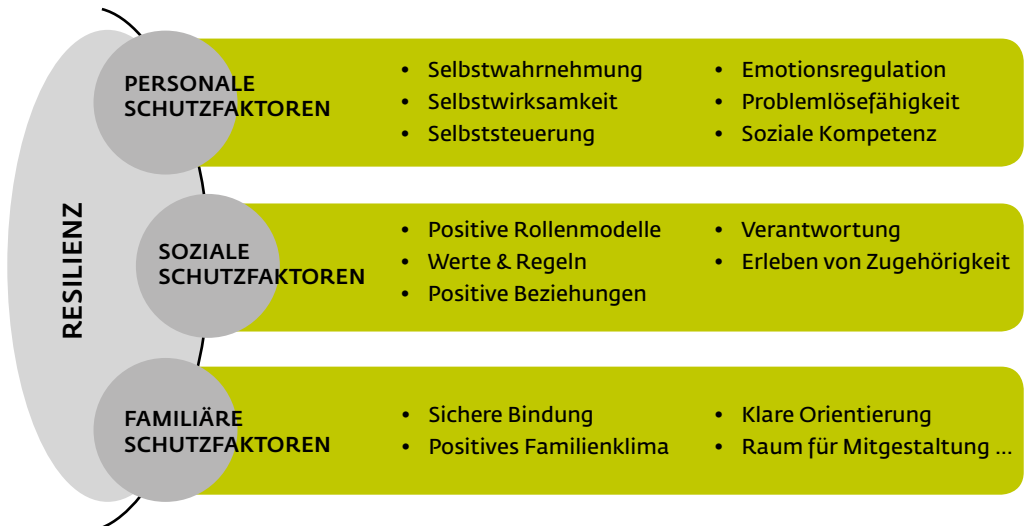 RESILIENZ
PERSONALE
SCHUTZFAKTOREN
• Selbstwahrnehmung
• Selbstwirksamkeit
• Selbststeuerung
• Emotionsregulation
• Problemlösefähigkeit
• Soziale Kompetenz
SOZIALE
SCHUTZFAKTOREN
• Positive Rollenmodelle
• Werte & Regeln
• Positive Beziehungen
• Verantwortung
• Erleben von Zugehörigkeit
FAMILIÄRE
SCHUTZFAKTOREN
• Sichere Bindung
• Positives Familienklima
• Klare Orientierung
• Raum für Mitgestaltung ...